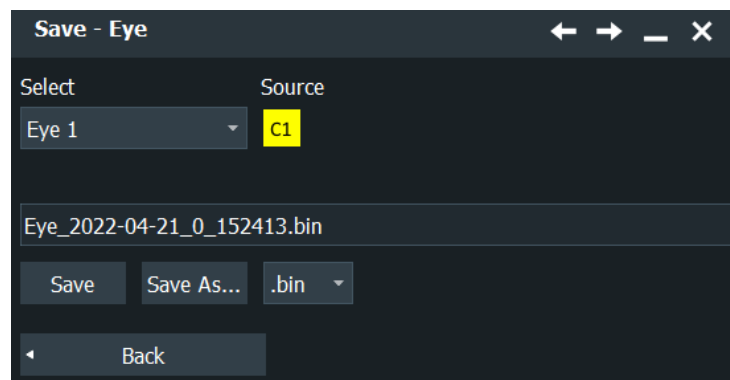 Save - Eye
Select Source
Eye 1 C1
Eye_2022-04-21_0_152413.bin
Save Save As... .bin
Back